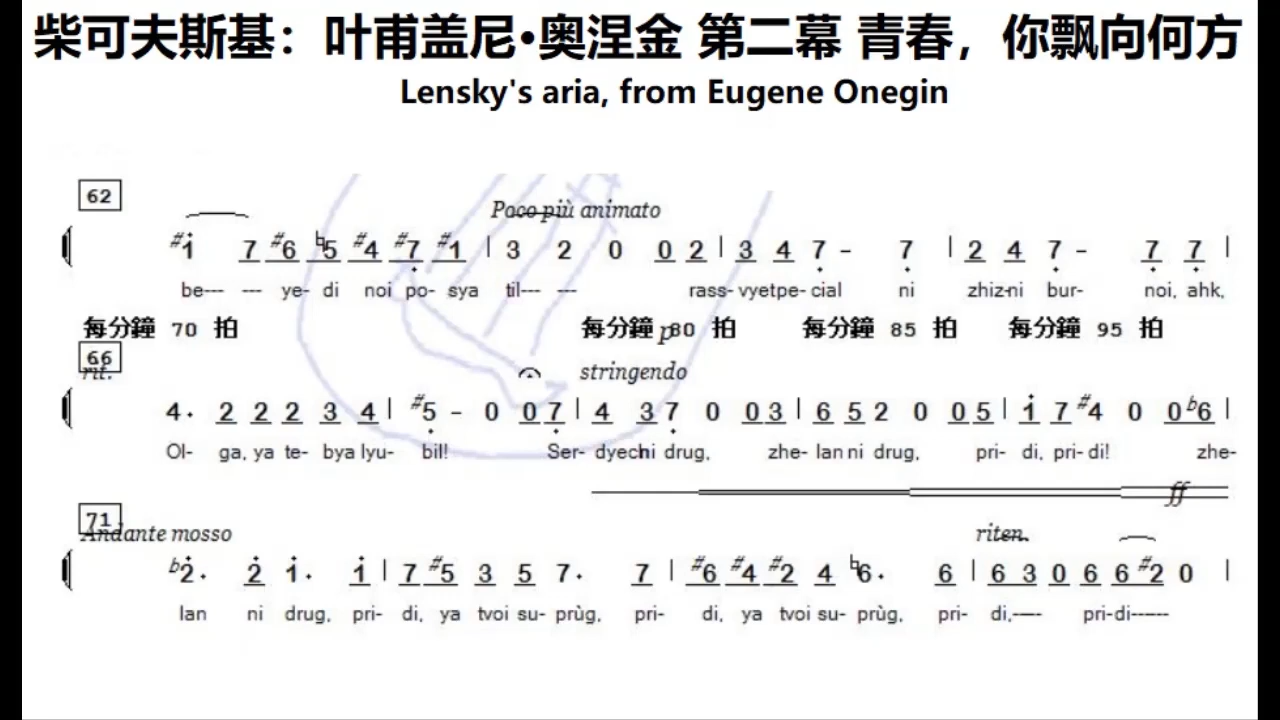 柴可夫斯基：叶甫盖尼•奥涅金 第二幕 青春，你飘向何方
Lensky's aria, from Eugene Onegin
62
Poco più animato
#1 7 #6 ♮5 #4 #7 #1 | 3 2 0 0 2 | 3 4 7 – 7 | 2 4 7 – 7 7 |
be--- --- ye- di noi po- sya til--- --- rass- vyetpe- cial ni zhiz-ni bur- noi, ahk,
每分鐘 70 拍 每分鐘 80 拍 每分鐘 85 拍 每分鐘 95 拍
p
66
rit. stringendo
4. 2 2 2 3 4 | #5 – 0 0 7 | 4 3 7 0 0 3 | 6 5 2 0 0 5 | 1 7 #4 0 0 b6 |
Ol- ga, ya te- bya lyu- bil! Ser- dyechi drug, zhe- lan ni drug, pri- di, pri- di! zhe-
ff
71
Andante mosso riten.
b2. 2 1. 1 | 7 #5 3 5 7. 7 | #6 #4 #2 4 ♮6. 6 | 6 3 0 6 6 #2 0 |
lan ni drug, pri- di, ya tvoi su- prùg, pri- di, ya tvoi su- prùg, pri- di,---- pri-di------